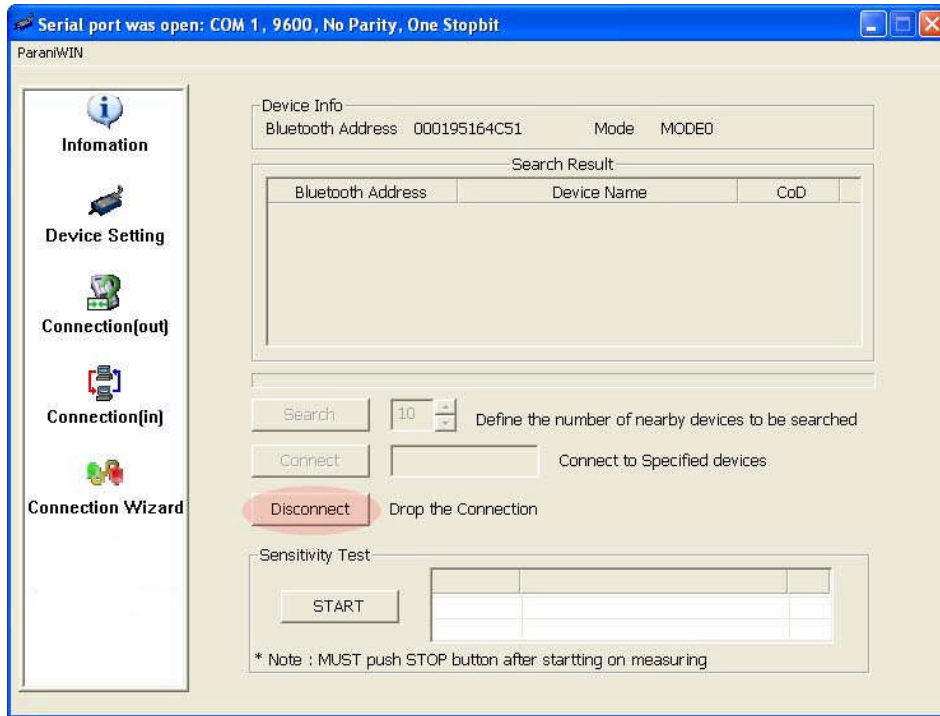 Serial port was open: COM 1, 9600, No Parity, One Stopbit
ParaniWIN
Infomation
Device Setting
Connection(out)
Connection(in)
Connection Wizard
Device Info
Bluetooth Address 000195164C51 Mode MODE0
Search Result
Bluetooth Address Device Name CoD
Search 10 Define the number of nearby devices to be searched
Connect Connect to Specified devices
Disconnect Drop the Connection
Sensitivity Test
START
* Note : MUST push STOP button after startting on measuring